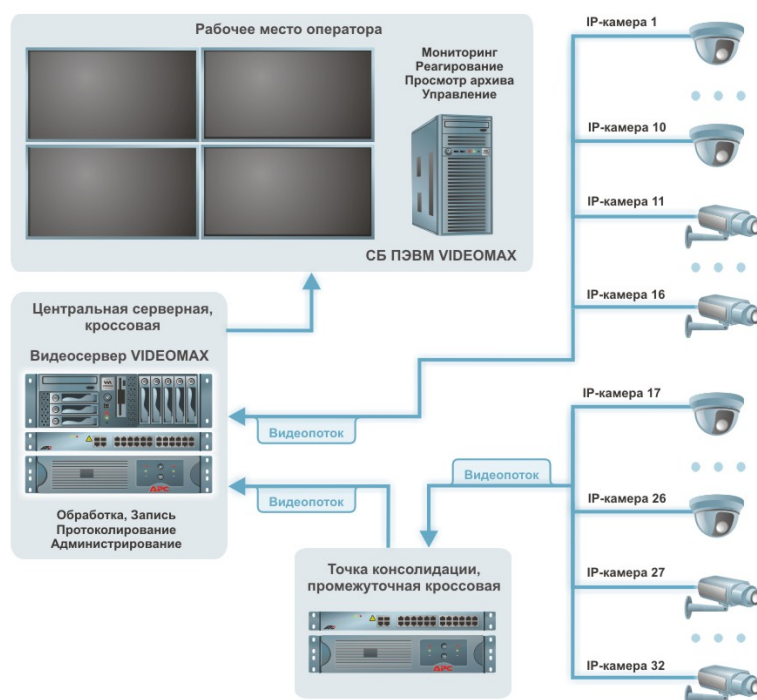 Рабочее место оператора
Мониторинг
Реагирование
Просмотр архива
Управление
СБ ПЭВМ VIDEOMAX
IP-камера 1
IP-камера 10
IP-камера 11
IP-камера 16
Центральная серверная,
кроссовая
Видеосервер VIDEOMAX
APC
Обработка, Запись
Протоколирование
Администрирование
Видеопоток
Видеопоток
Видеопоток
IP-камера 17
IP-камера 26
IP-камера 27
IP-камера 32
Точка консолидации,
промежуточная кроссовая
APC